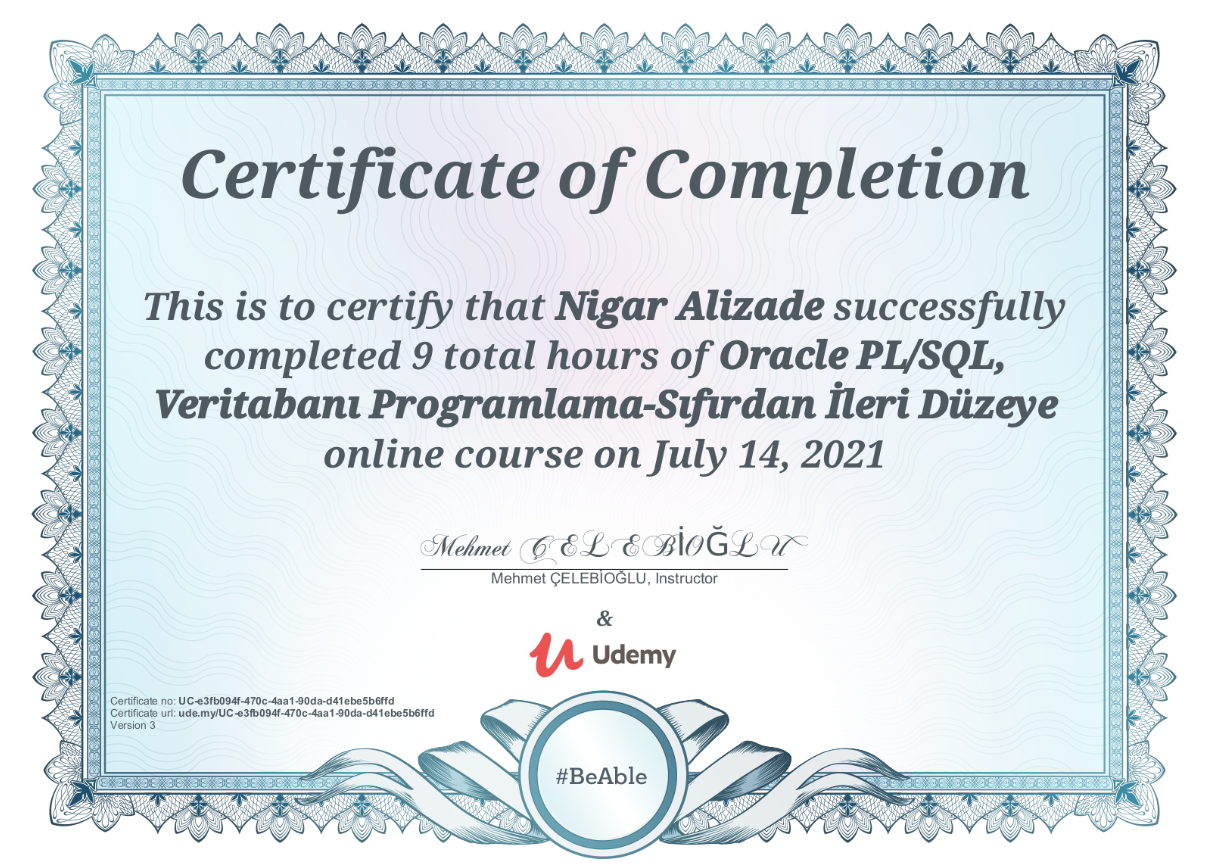 Certificate of Completion
This is to certify that Nigar Alizade successfully
completed 9 total hours of Oracle PL/SQL,
Veritabanı Programlama-Sıfırdan İleri Düzeye
online course on July 14, 2021
Mehmet ÇELEBİOĞLU
Mehmet ÇELEBİOĞLU, Instructor
&
Udemy
Certificate no: UC-e3fb094f-470c-4aa1-90da-d41ebe5b6ffd
Certificate url: ude.my/UC-e3fb094f-470c-4aa1-90da-d41ebe5b6ffd
Version 3
#BeAble